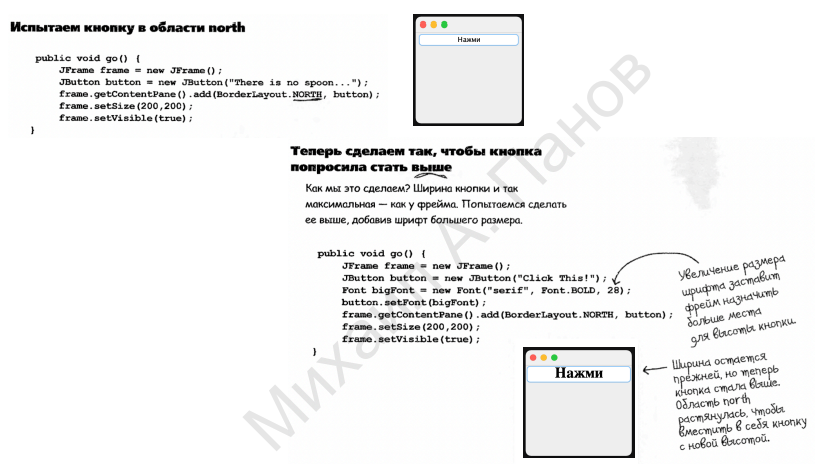 Испытаем кнопку в области north
Нажми
public void go() {
JFrame frame = new JFrame();
JButton button = new JButton("There is no spoon...");
frame.getContentPane().add(BorderLayout.NORTH, button);
frame.setSize(200,200);
frame.setVisible(true);
}
Теперь сделаем так, чтобы кнопка
попросила стать выше
Как мы это сделаем? Ширина кнопки и так
максимальная — как у фрейма. Попытаемся сделать
ее выше, добавив шрифт большего размера.
public void go() {
JFrame frame = new JFrame();
JButton button = new JButton("Click This!");
Font bigFont = new Font("serif", Font.BOLD, 28);
button.setFont(bigFont);
frame.getContentPane().add(BorderLayout.NORTH, button);
frame.setSize(200,200);
frame.setVisible(true);
}
Увеличение размера
шрифта заставит
фрейм назначить
больше места
для высоты кнопки.
Нажми
Ширина остается
прежней, но теперь
кнопка стала выше.
Область north
растянулась, чтобы
вместить в себя кнопку
с новой высотой.
Михаил А. Панов